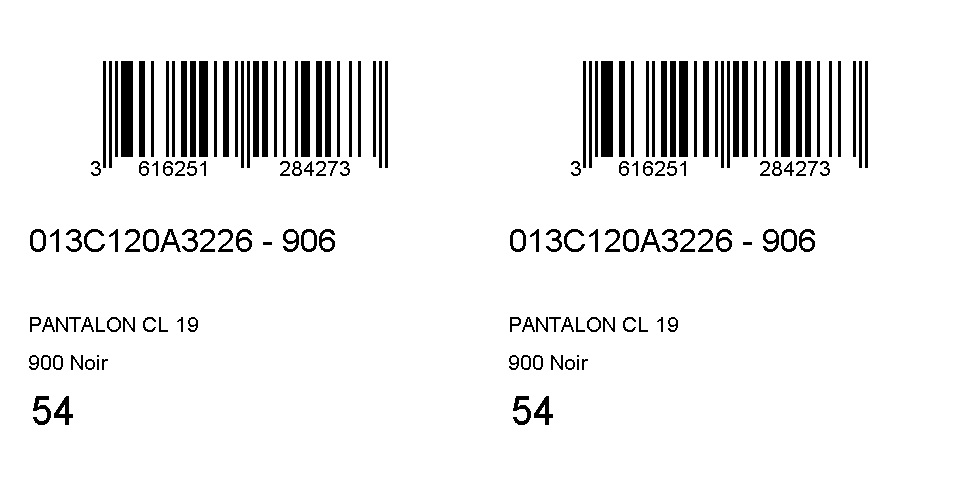 3 616251 284273
013C120A3226 - 906
PANTALON CL 19
900 Noir
54
3 616251 284273
013C120A3226 - 906
PANTALON CL 19
900 Noir
54